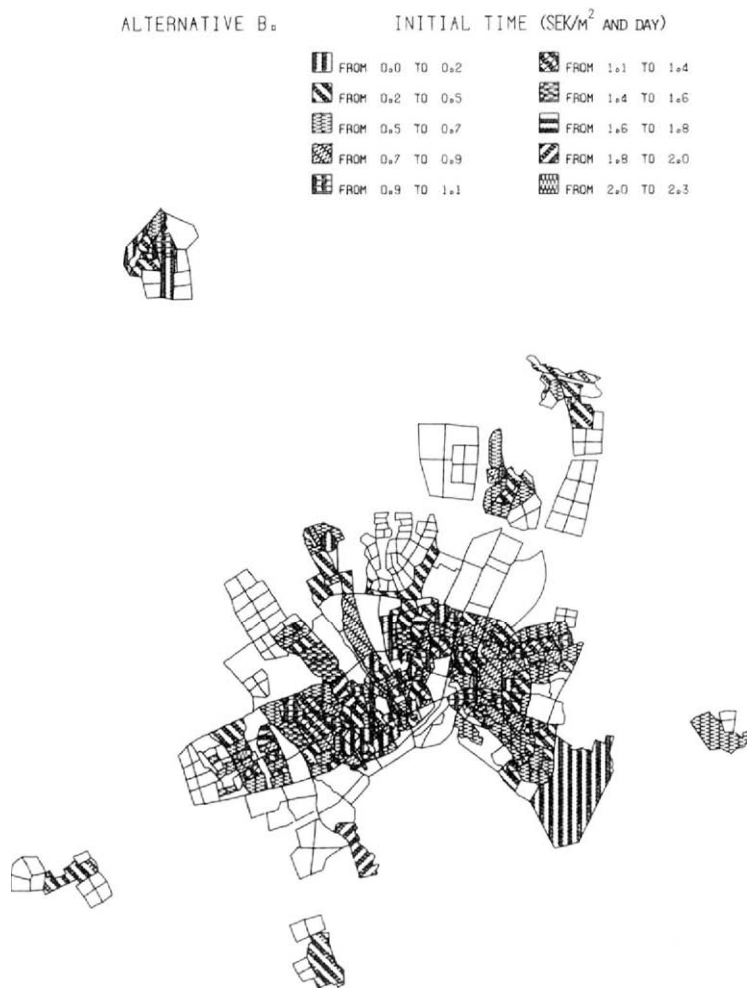 ALTERNATIVE B. INITIAL TIME (SEK/m² AND DAY)
FROM 0.0 TO 0.2
FROM 0.2 TO 0.5
FROM 0.5 TO 0.7
FROM 0.7 TO 0.9
FROM 0.9 TO 1.1
FROM 1.1 TO 1.4
FROM 1.4 TO 1.6
FROM 1.6 TO 1.8
FROM 1.8 TO 2.0
FROM 2.0 TO 2.3